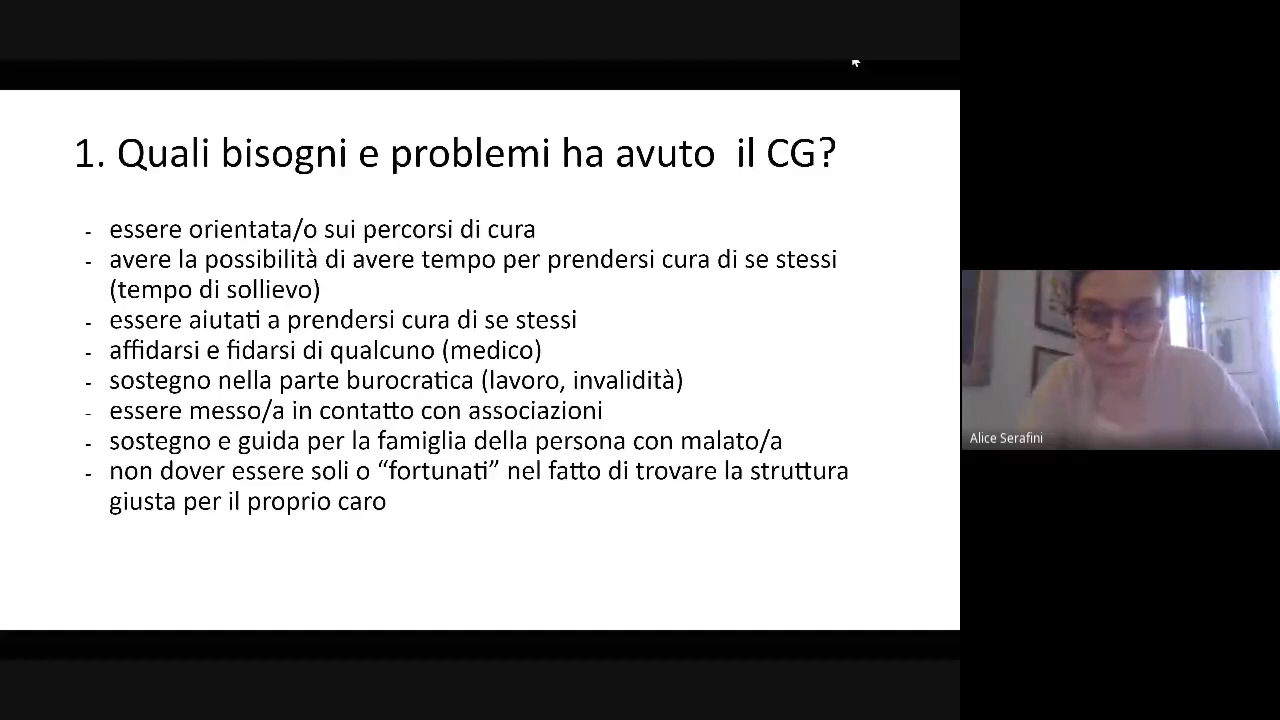 1. Quali bisogni e problemi ha avuto  il CG?
- essere orientata/o sui percorsi di cura
- avere la possibilità di avere tempo per prendersi cura di se stessi
(tempo di sollievo)
- essere aiutati a prendersi cura di se stessi
- affidarsi e fidarsi di qualcuno (medico)
- sostegno nella parte burocratica (lavoro, invalidità)
- essere messo/a in contatto con associazioni
- sostegno e guida per la famiglia della persona con malato/a
- non dover essere soli o “fortunati” nel fatto di trovare la struttura
giusta per il proprio caro
Alice Serafini